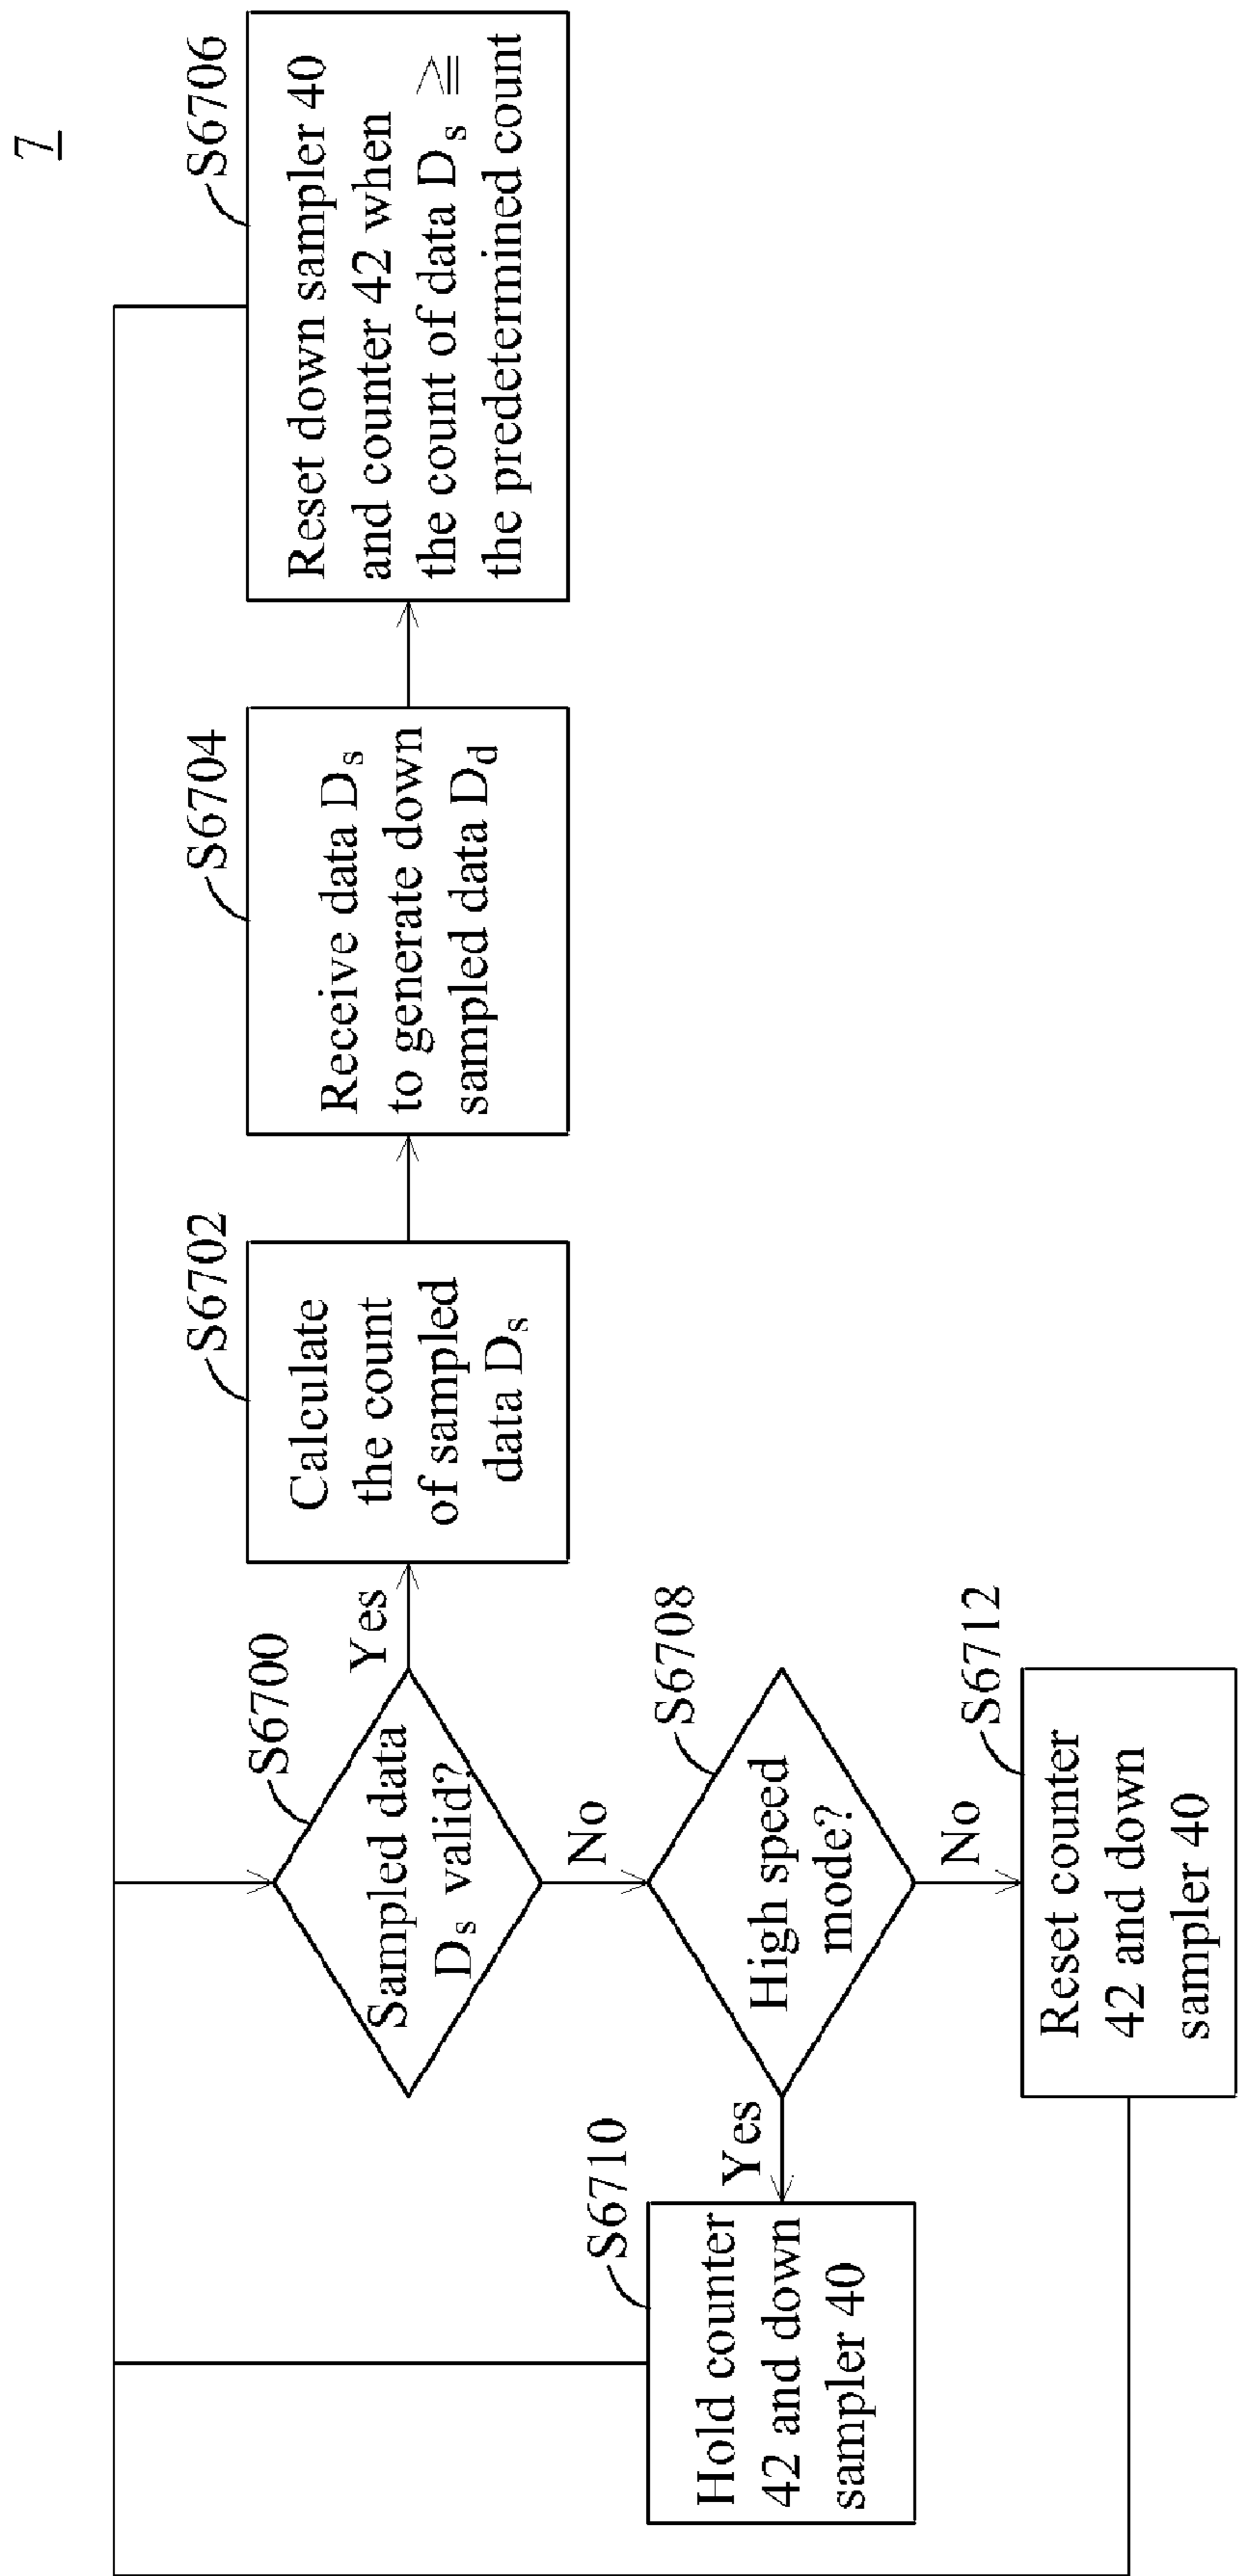 7
S6700
Sampled data
Dₛ valid?
Yes
No
S6702
Calculate
the count
of sampled
data Dₛ
S6704
Receive data Dₛ
to generate down
sampled data D_d
S6706
Reset down sampler 40
and counter 42 when
the count of data Dₛ ≧
the predetermined count
S6708
High speed
mode?
Yes
No
S6710
Hold counter
42 and down
sampler 40
S6712
Reset counter
42 and down
sampler 40